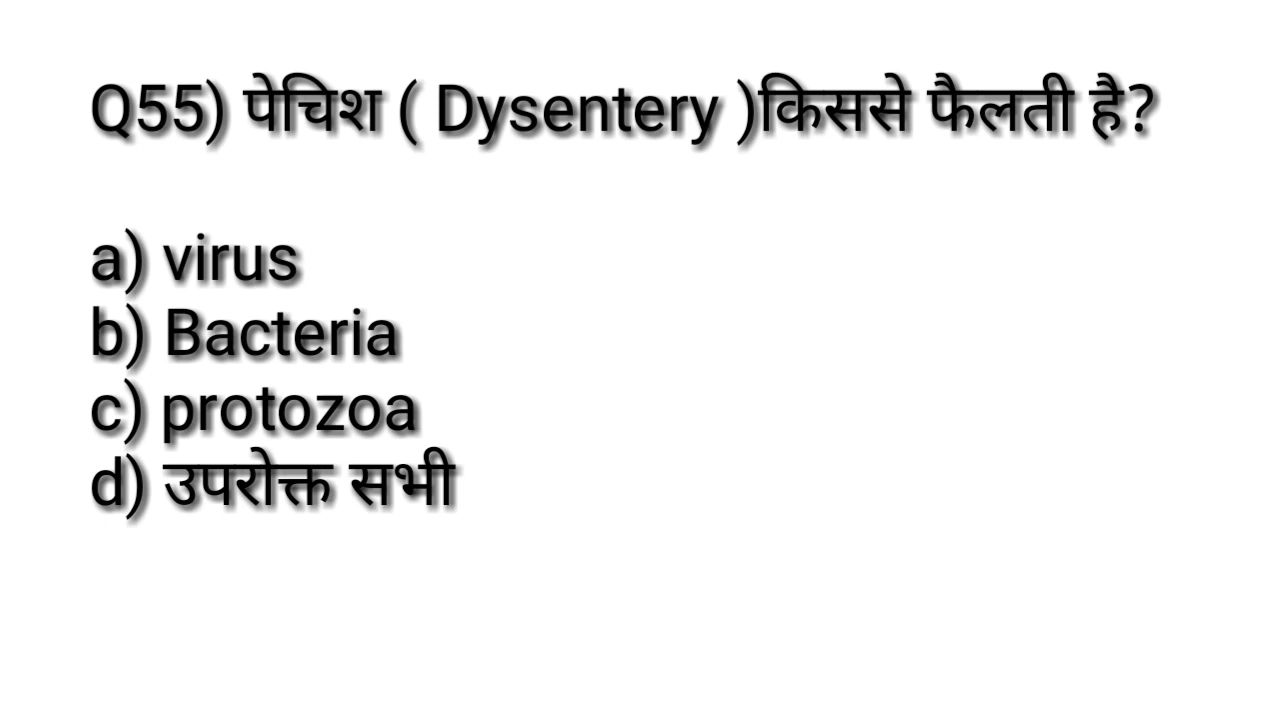 Q55) पेचिश ( Dysentery )किससे फैलती है?
a) virus
b) Bacteria
c) protozoa
d) उपरोक्त सभी